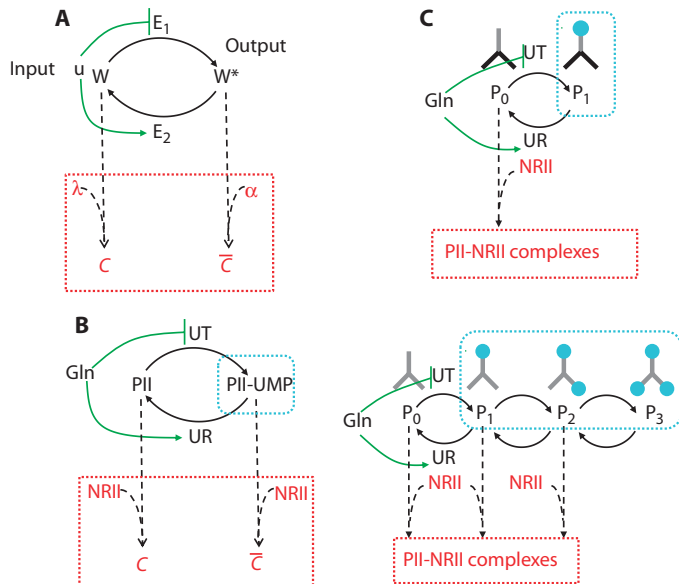 A
E1
Output
Input
u
W
W*
E2
λ
α
C
C̅
B
UT
Gln
PII
PII-UMP
UR
NRII
NRII
C
C̅
C
UT
Gln
P0
P1
UR
NRII
PII-NRII complexes
UT
Gln
P0
P1
P2
P3
UR
NRII
NRII
PII-NRII complexes